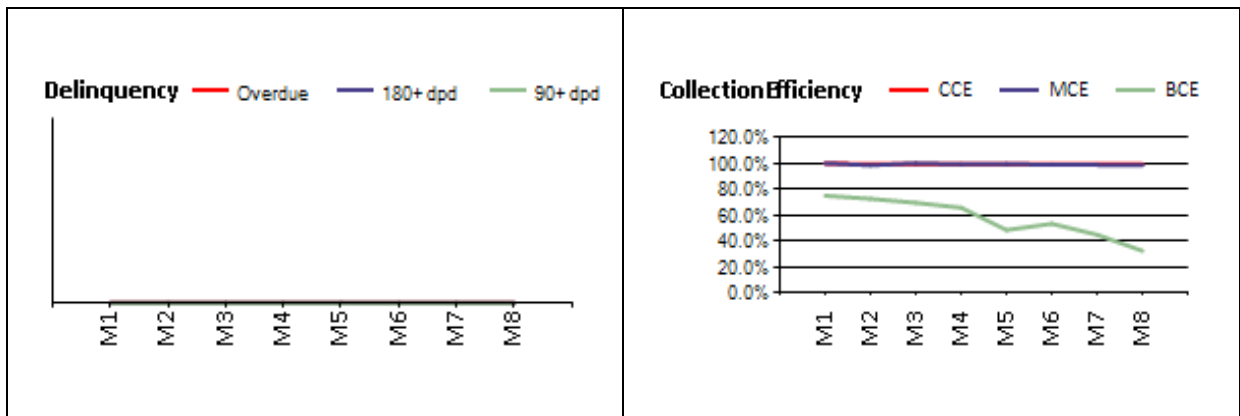 Delinquency Overdue 180+ dpd 90+ dpd
M1 M2 M3 M4 M5 M6 M7 M8
Collection Efficiency CCE MCE BCE
120.0%
100.0%
80.0%
60.0%
40.0%
20.0%
0.0%
M1 M2 M3 M4 M5 M6 M7 M8